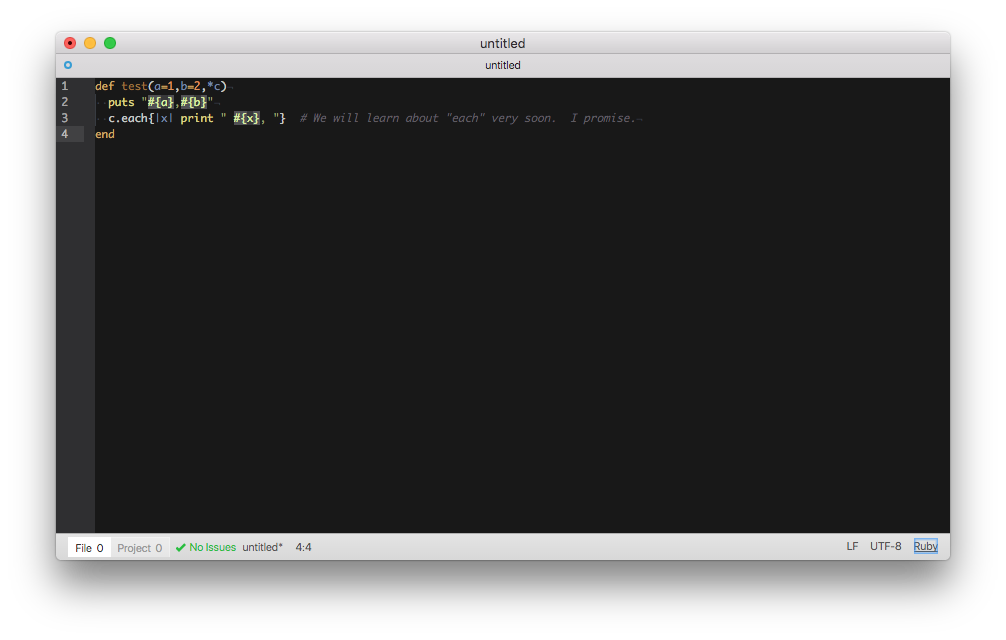 untitled
untitled
1 def test(a=1,b=2,*c)
2   puts "#{a},#{b}"
3   c.each{|x| print " #{x}, "}  # We will learn about "each" very soon.  I promise.
4 end
File 0 Project 0 No Issues untitled* 4:4 LF UTF-8 Ruby